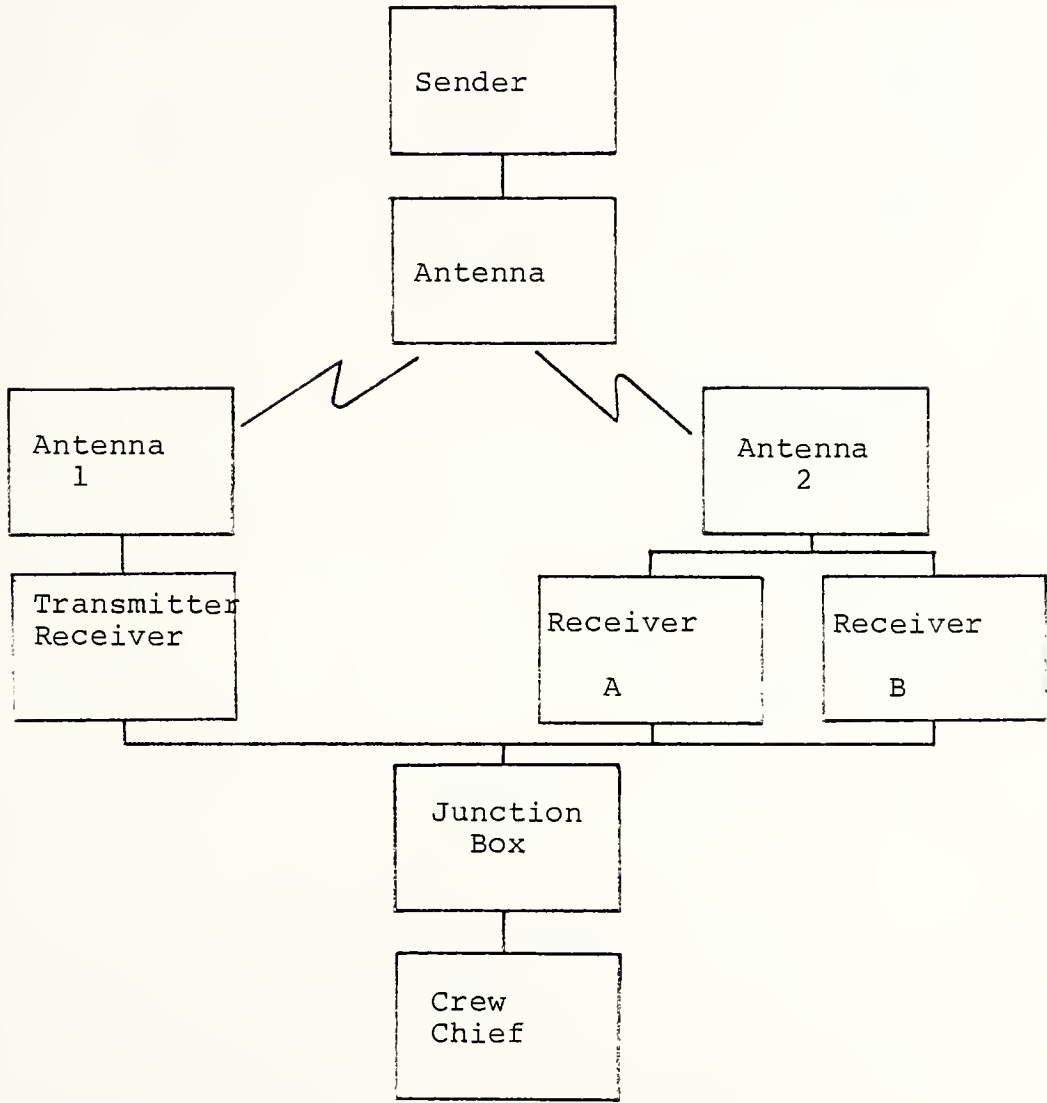 Sender
Antenna
Antenna
1
Antenna
2
Transmitter
Receiver
Receiver
A
Receiver
B
Junction
Box
Crew
Chief